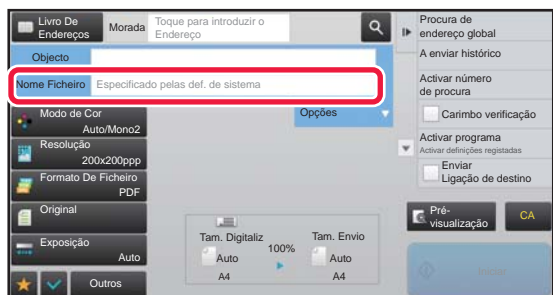 Livro De
Endereços
Morada
Toque para introduzir o
Endereço
Objecto
Nome Ficheiro
Especificado pelas def. de sistema
Modo de Cor
Auto/Mono2
Opções
Resolução
200x200ppp
Formato De Ficheiro
PDF
Original
Exposição
Auto
Outros
Tam. Digitaliz
100%
Tam. Envio
Auto
A4
Auto
A4
Procura de
endereço global
A enviar histórico
Activar número
de procura
Carimbo verificação
Activar programa
Activar definições registadas
Enviar
Ligação de destino
Pré-
visualização
CA
Iniciar